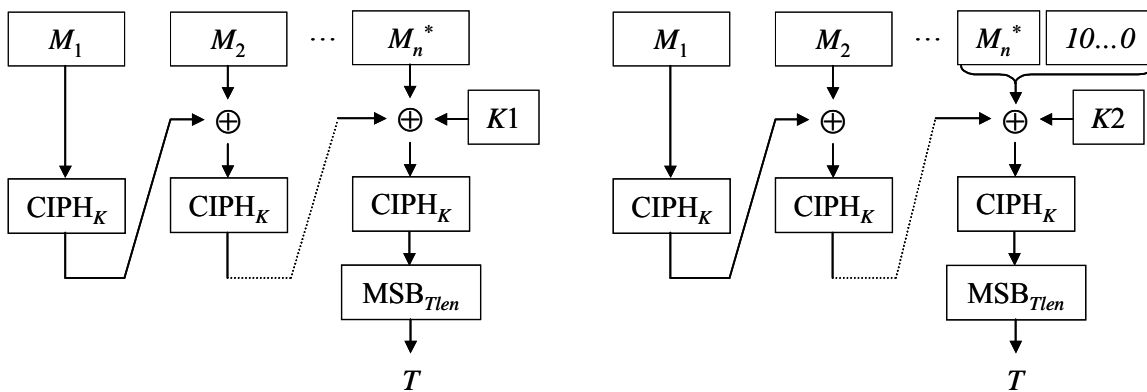 M1 M2 ... Mn* M1 M2 ... Mn* 10...0
⊕ ⊕ K1 ⊕ ⊕ K2
CIPHK CIPHK CIPHK CIPHK CIPHK CIPHK
MSBTlen MSBTlen
T T